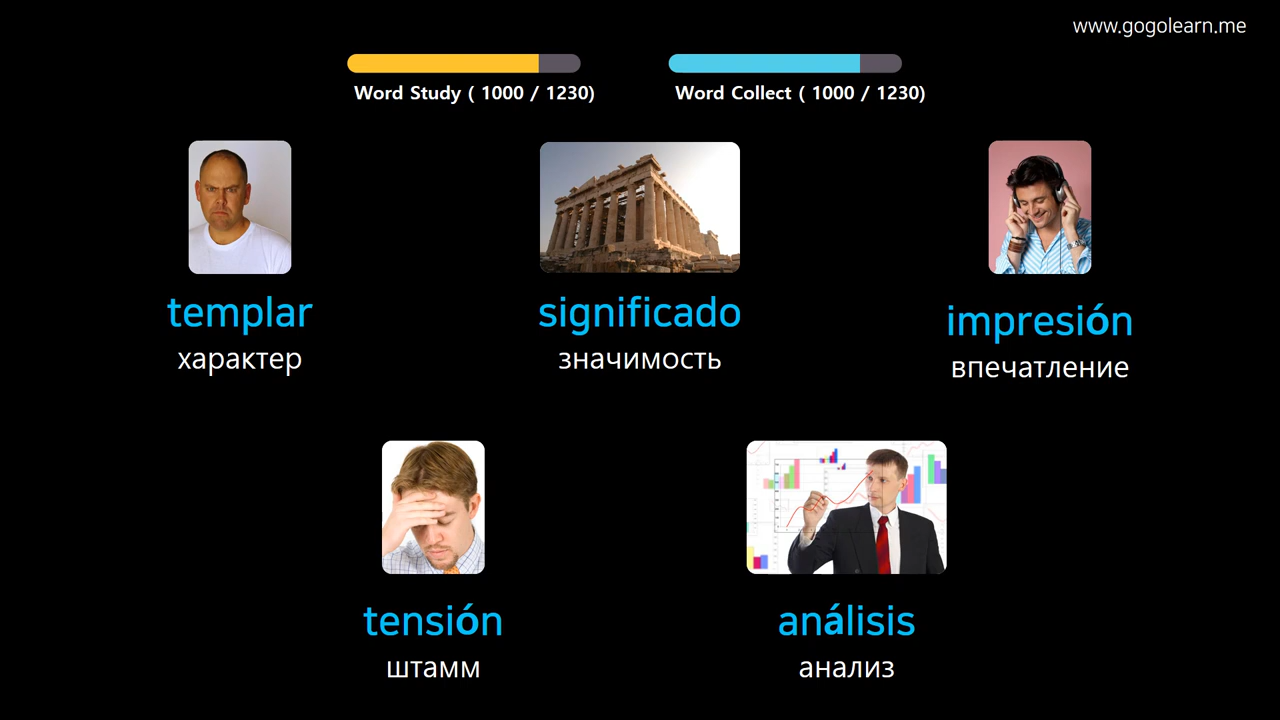 www.gogolearn.me
Word Study ( 1000 / 1230)
Word Collect ( 1000 / 1230)
templar
характер
significado
значимость
impresión
впечатление
tensión
штамм
análisis
анализ